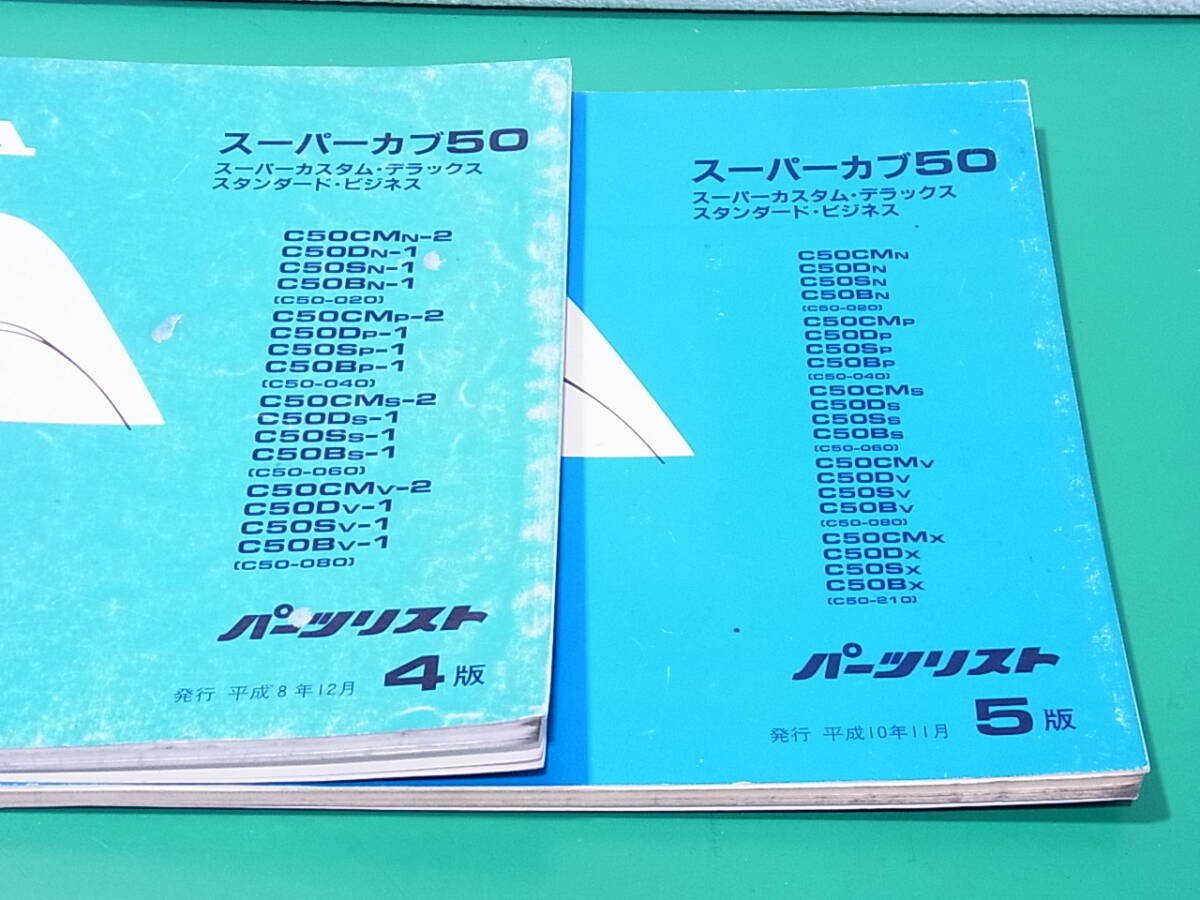 A
スーパーカブ50
スーパーカスタム・デラックス
スタンダード・ビジネス
C50CMN-2
C50DN-1
C50SN-1
C50BN-1
(C50-020)
C50CMP-2
C50DP-1
C50SP-1
C50BP-1
(C50-040)
C50CMS-2
C50DS-1
C50SS-1
C50BS-1
(C50-060)
C50CMV-2
C50DV-1
C50SV-1
C50BV-1
(C50-080)
パーツリスト
発行 平成8年12月 4版
スーパーカブ50
スーパーカスタム・デラックス
スタンダード・ビジネス
C50CMN
C50DN
C50SN
C50BN
(C50-020)
C50CMP
C50DP
C50SP
C50BP
(C50-040)
C50CMS
C50DS
C50SS
C50BS
(C50-060)
C50CMV
C50DV
C50SV
C50BV
(C50-080)
C50CMX
C50DX
C50SX
C50BX
(C50-210)
パーツリスト
発行 平成10年11月 5版